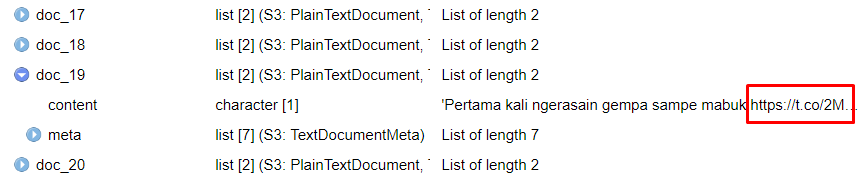 doc_17 list [2] (S3: PlainTextDocument, List of length 2
doc_18 list [2] (S3: PlainTextDocument, List of length 2
doc_19 list [2] (S3: PlainTextDocument, List of length 2
content character [1] 'Pertama kali ngerasain gempa sampe mabuk https://t.co/2M...
meta list [7] (S3: TextDocumentMeta) List of length 7
doc_20 list [2] (S3: PlainTextDocument, List of length 2